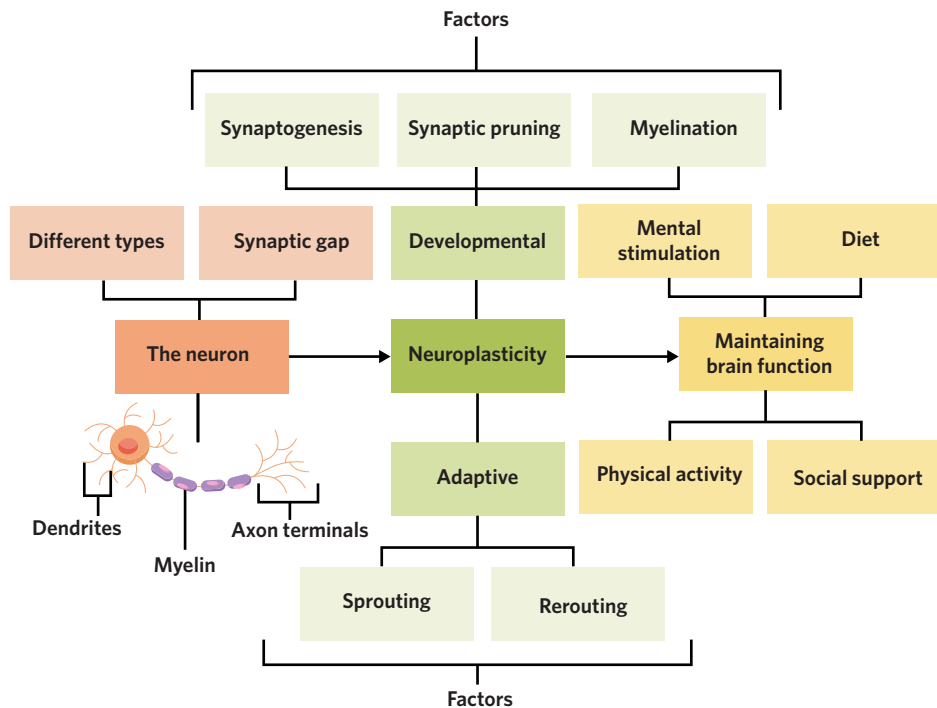 Factors
Synaptogenesis
Synaptic pruning
Myelination
Different types
Synaptic gap
Developmental
Mental
stimulation
Diet
The neuron
Neuroplasticity
Maintaining
brain function
Adaptive
Physical activity
Social support
Dendrites
Axon terminals
Myelin
Sprouting
Rerouting
Factors